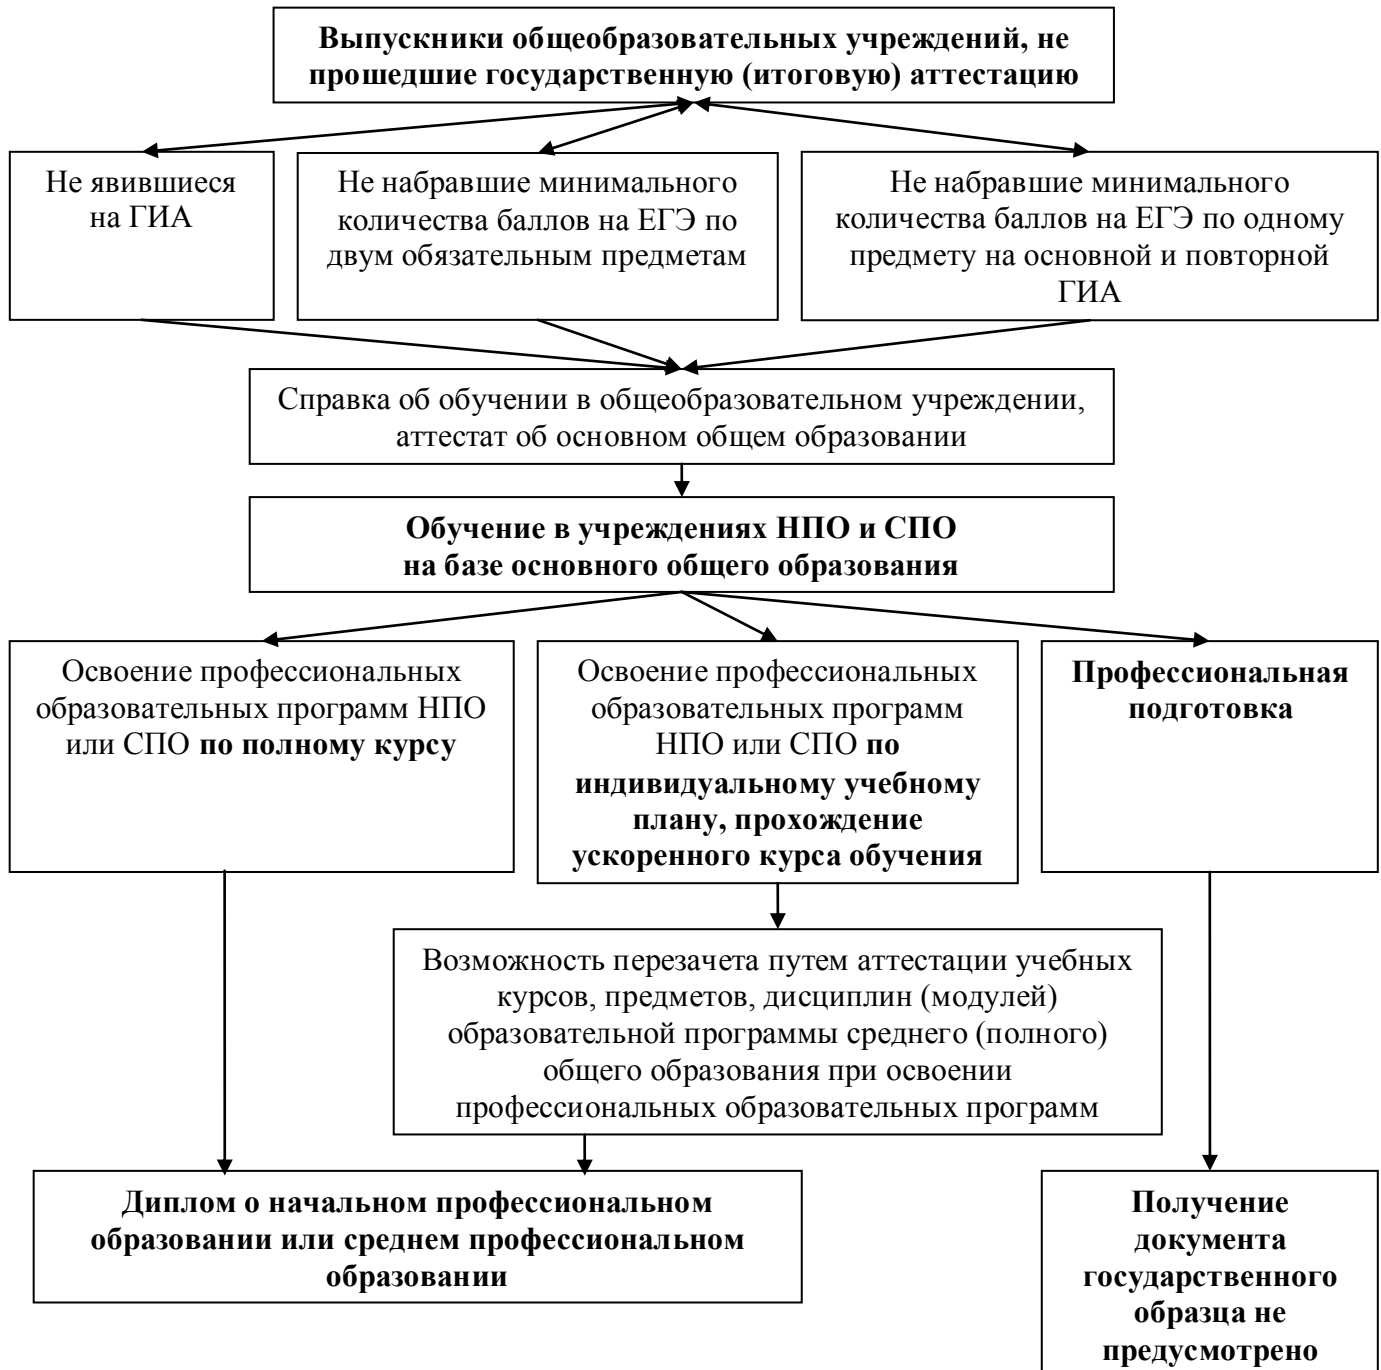 Выпускники общеобразовательных учреждений, не
прошедшие государственную (итоговую) аттестацию
Не явившиеся
на ГИА
Не набравшие минимального
количества баллов на ЕГЭ по
двум обязательным предметам
Не набравшие минимального
количества баллов на ЕГЭ по одному
предмету на основной и повторной
ГИА
Справка об обучении в общеобразовательном учреждении,
аттестат об основном общем образовании
Обучение в учреждениях НПО и СПО
на базе основного общего образования
Освоение профессиональных
образовательных программ НПО
или СПО по полному курсу
Освоение профессиональных
образовательных программ
НПО или СПО по
индивидуальному учебному
плану, прохождение
ускоренного курса обучения
Профессиональная
подготовка
Возможность перезачета путем аттестации учебных
курсов, предметов, дисциплин (модулей)
образовательной программы среднего (полного)
общего образования при освоении
профессиональных образовательных программ
Диплом о начальном профессиональном
образовании или среднем профессиональном
образовании
Получение
документа
государственного
образца не
предусмотрено